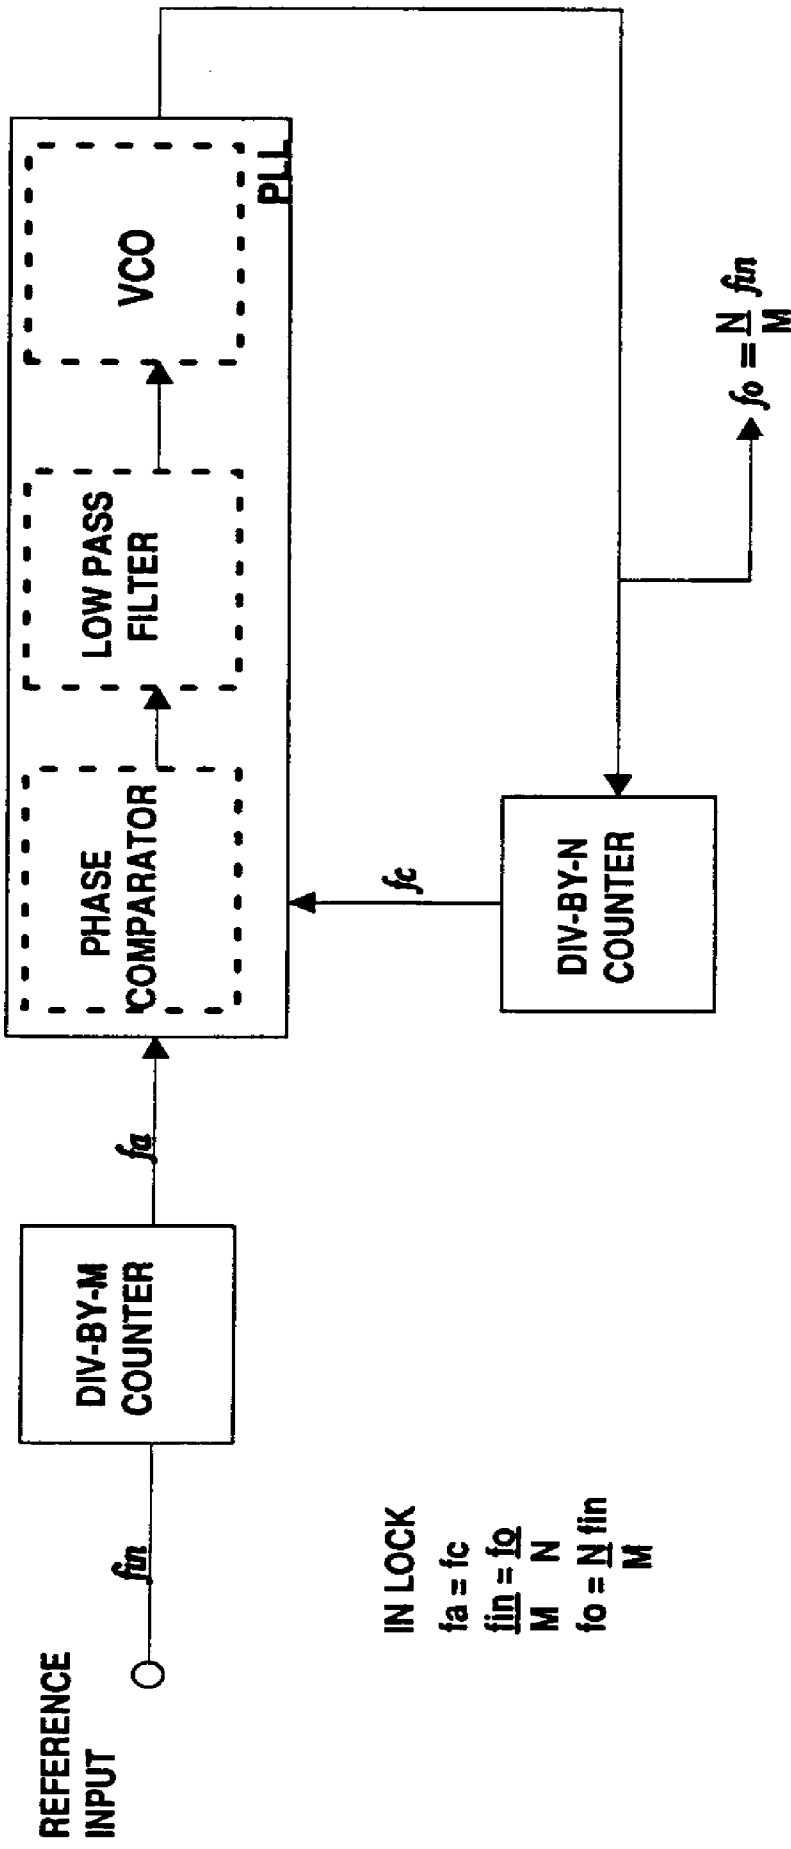 REFERENCE
INPUT
fin
DIV-BY-M
COUNTER
fa
PHASE
COMPARATOR
LOW PASS
FILTER
VCO
PLL
fc
DIV-BY-N
COUNTER
fo = N fin
M
IN LOCK
fa = fc
fin = fo
M N
fo = N fin
M